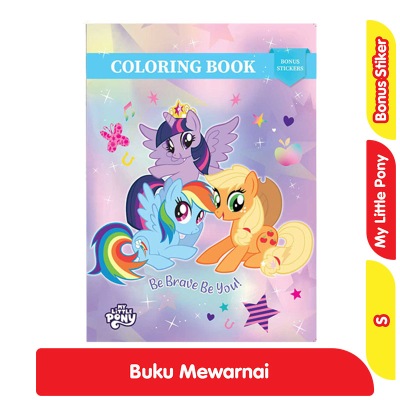 COLORING BOOK
BONUS
STICKERS
Be Brave Be You!
MY
LITTLE
PONY
Bonus Stiker
My Little Pony
S
Buku Mewarnai